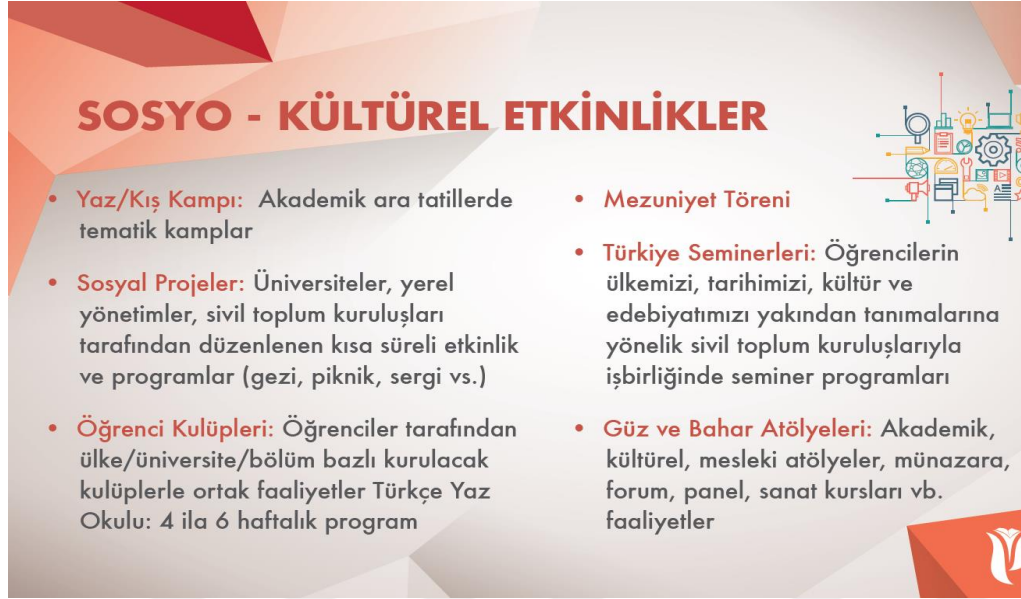 SOSYO - KÜLTÜREL ETKİNLİKLER
• Yaz/Kış Kampı: Akademik ara tatillerde
tematik kamplar
• Sosyal Projeler: Üniversiteler, yerel
yönetimler, sivil toplum kuruluşları
tarafından düzenlenen kısa süreli etkinlik
ve programlar (gezi, piknik, sergi vs.)
• Öğrenci Kulüpleri: Öğrenciler tarafından
ülke/üniversite/bölüm bazlı kurulacak
kulüplerle ortak faaliyetler Türkçe Yaz
Okulu: 4 ila 6 haftalık program
• Mezuniyet Töreni
• Türkiye Seminerleri: Öğrencilerin
ülkemizi, tarihimizi, kültür ve
edebiyatımızı yakından tanımalarına
yönelik sivil toplum kuruluşlarıyla
işbirliğinde seminer programları
• Güz ve Bahar Atölyeleri: Akademik,
kültürel, mesleki atölyeler, münazara,
forum, panel, sanat kursları vb.
faaliyetler